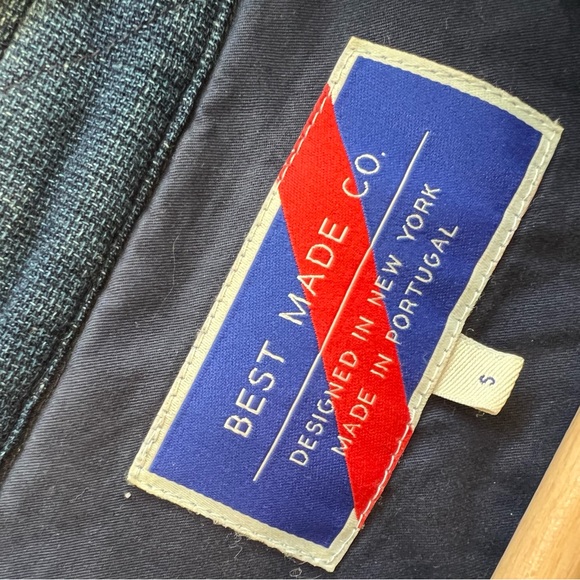 BEST MADE CO.
DESIGNED IN NEW YORK
MADE IN PORTUGAL
S